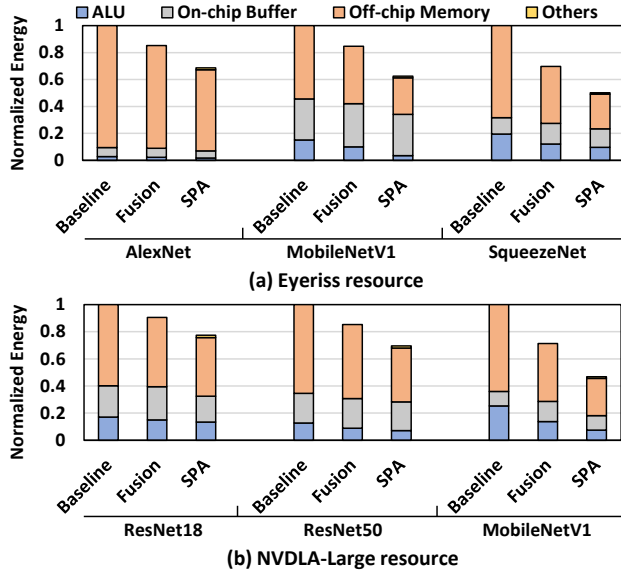 ALU On-chip Buffer Off-chip Memory Others
Normalized Energy
1
0.8
0.6
0.4
0.2
0
Baseline Fusion SPA Baseline Fusion SPA Baseline Fusion SPA
AlexNet MobileNetV1 SqueezeNet
(a) Eyeriss resource
Normalized Energy
1
0.8
0.6
0.4
0.2
0
Baseline Fusion SPA Baseline Fusion SPA Baseline Fusion SPA
ResNet18 ResNet50 MobileNetV1
(b) NVDLA-Large resource